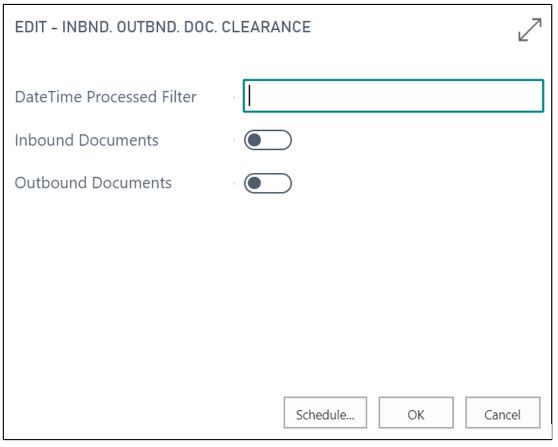 EDIT - INBND. OUTBND. DOC. CLEARANCE
DateTime Processed Filter
Inbound Documents
Outbound Documents
Schedule... OK Cancel